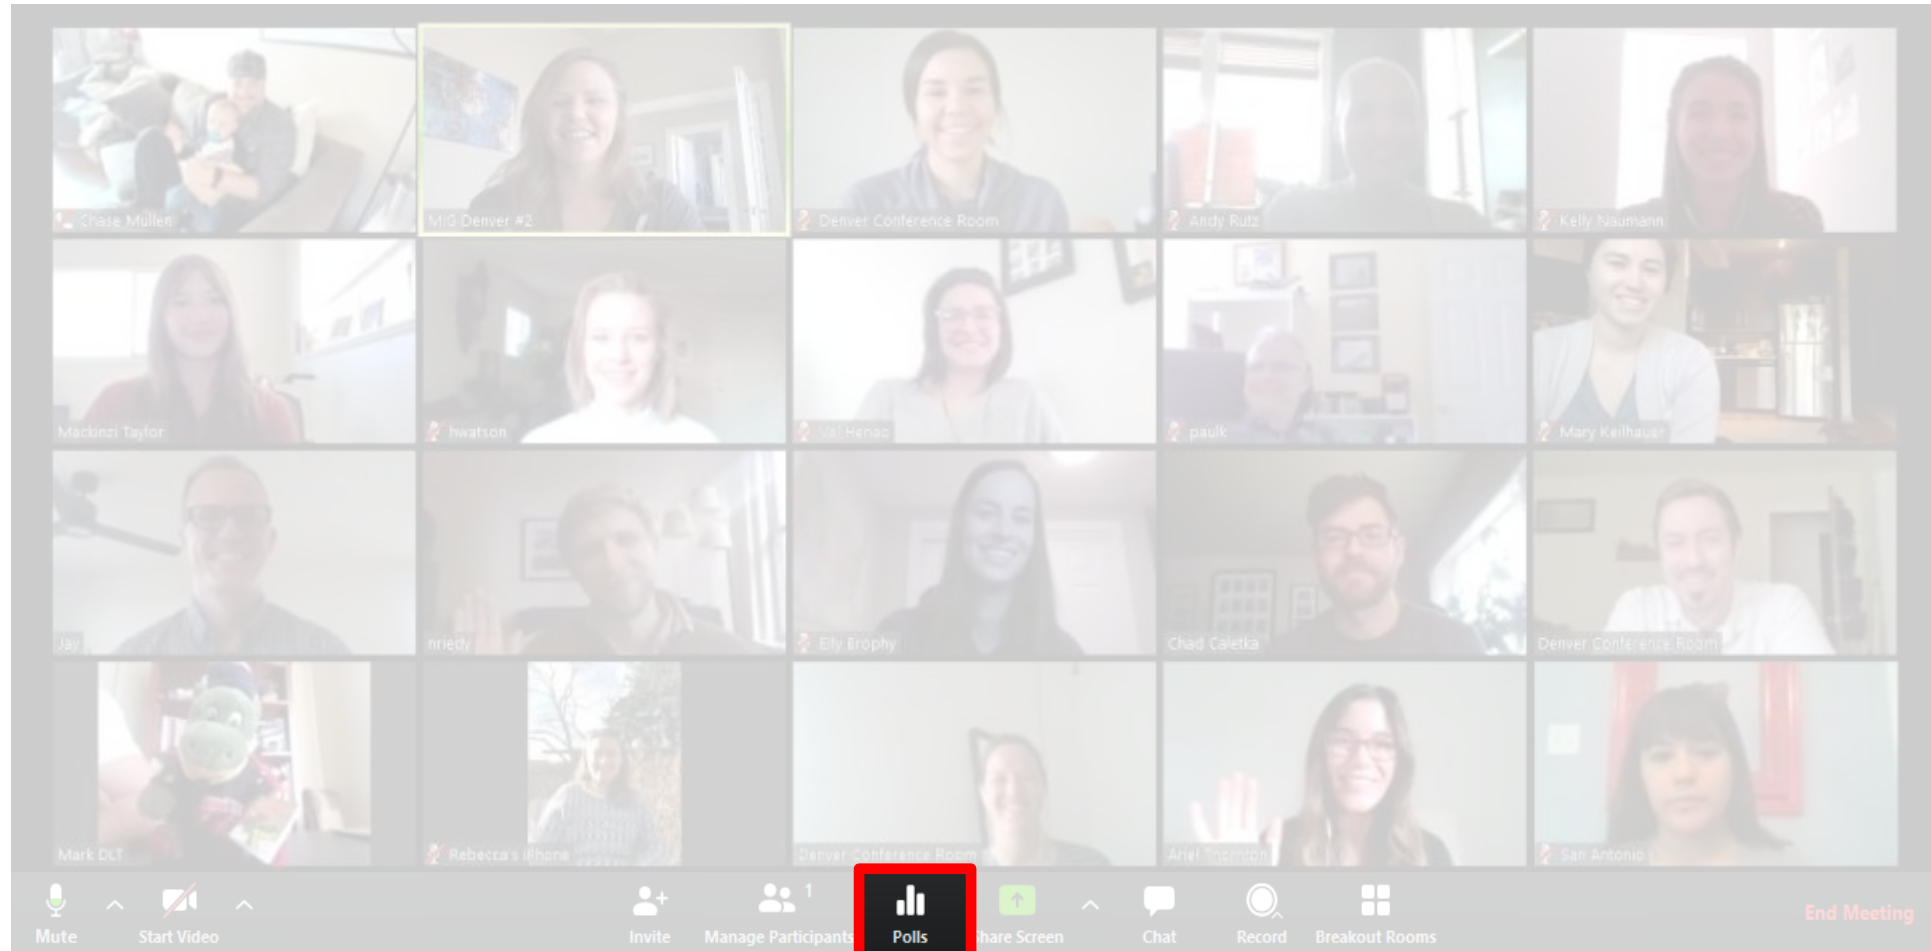 Chase Mullen
MIG Denver #2
Denver Conference Room
Andy Rutz
Kelly Naumann
Mackinzi Taylor
hwatson
Val Henao
paulk
Mary Keilhauer
Jay
nriedy
Elly Brophy
Chad Caletka
Denver Conference Room
Mark DLT
Rebecca's iPhone
Denver Conference Room
Ariel Thornton
San Antonio
1
Mute
Start Video
Invite
Manage Participants
Polls
Share Screen
Chat
Record
Breakout Rooms
End Meeting